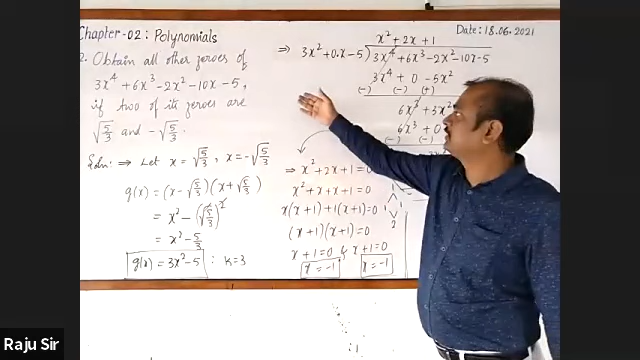 Chapter-02: Polynomials
Date: 18.06.2021
2. Obtain all other zeroes of
3x⁴ + 6x³ - 2x² - 10x - 5,
if two of its zeroes are
√5/3 and -√5/3.
Soln: ⇒ Let x = √5/3, x = -√5/3
g(x) = (x - √5/3)(x + √5/3)
= x² - (√5/3)²
= x² - 5/3
g(x) = 3x² - 5 : K=3
x² + 2x + 1
⇒ 3x² + 0.x - 5) 3x⁴ + 6x³ - 2x² - 10x - 5
3x⁴ + 0 - 5x²
(-) (-) (+)
6x³ + 3x²
6x³ + 0
(-) (-)
⇒ x² + 2x + 1 = 0
x² + x + x + 1 = 0
x(x+1) + 1(x+1) = 0
(x+1)(x+1) = 0
x+1=0 & x+1=0
x = -1 x = -1
Raju Sir